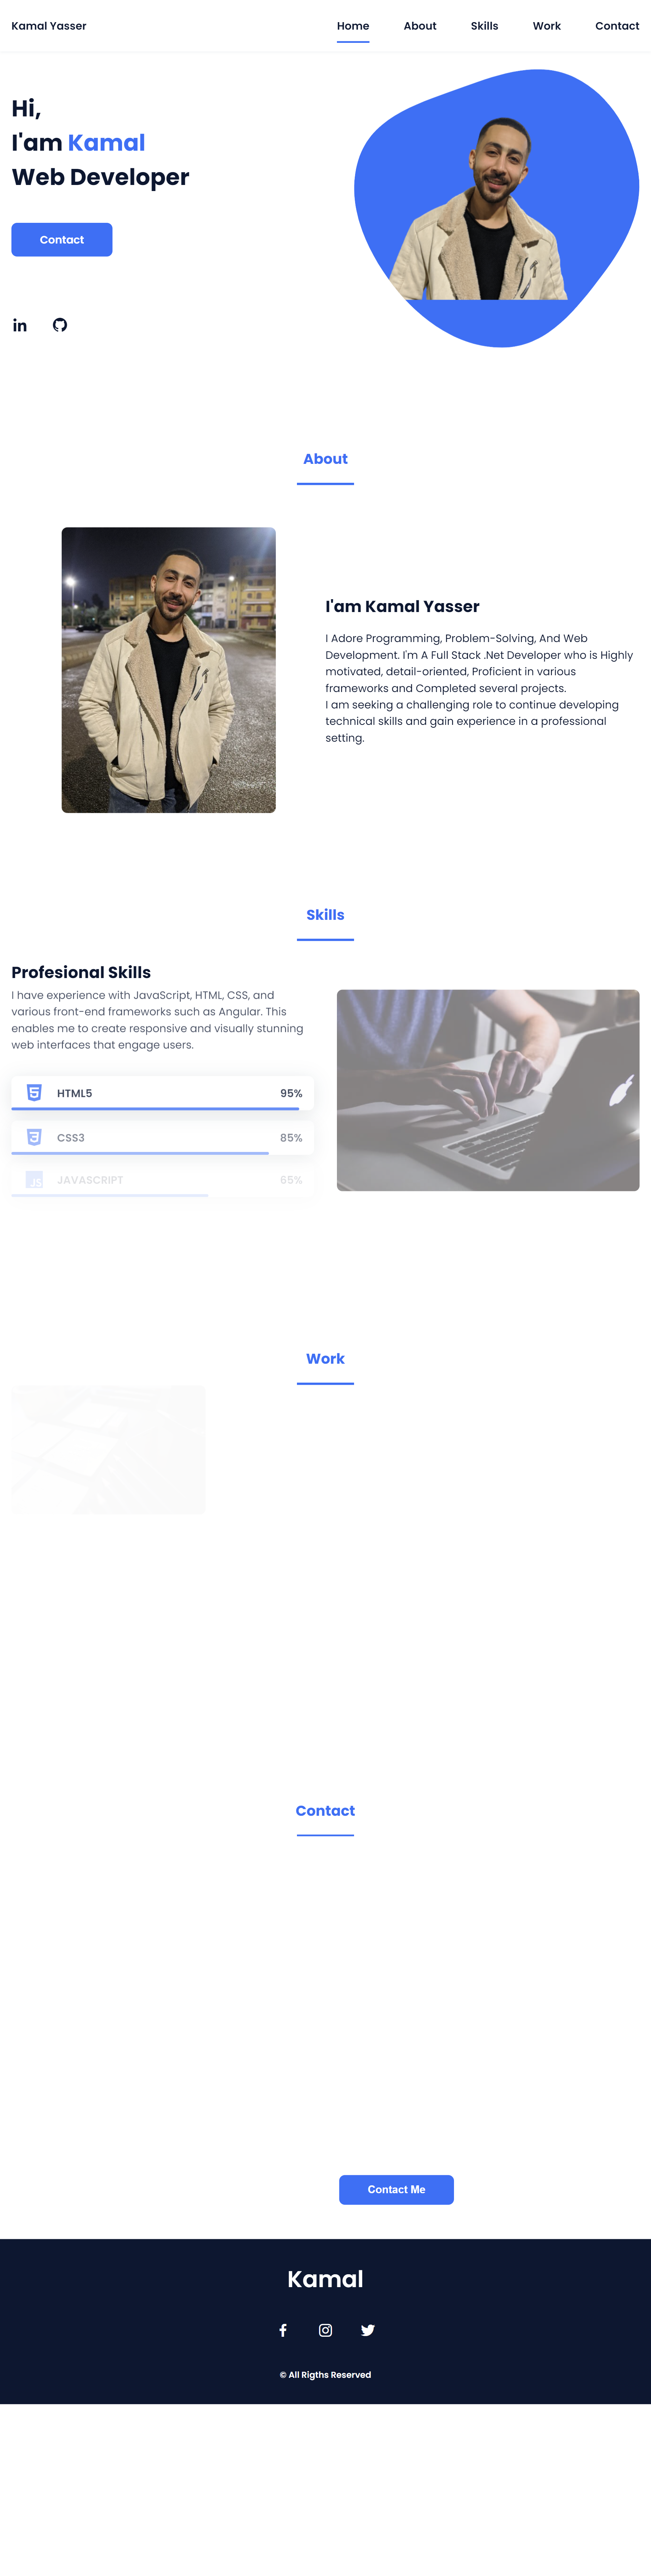 Kamal Yasser
Home
About
Skills
Work
Contact
Hi,
I'am Kamal
Web Developer
Contact
in
About
I'am Kamal Yasser
I Adore Programming, Problem-Solving, And Web
Development. I'm A Full Stack .Net Developer who is Highly
motivated, detail-oriented, Proficient in various
frameworks and Completed several projects.
I am seeking a challenging role to continue developing
technical skills and gain experience in a professional
setting.
Skills
Profesional Skills
I have experience with JavaScript, HTML, CSS, and
various front-end frameworks such as Angular. This
enables me to create responsive and visually stunning
web interfaces that engage users.
HTML5
95%
CSS3
85%
JS
JAVASCRIPT
65%
Work
Contact
Contact Me
Kamal
© All Rigths Reserved